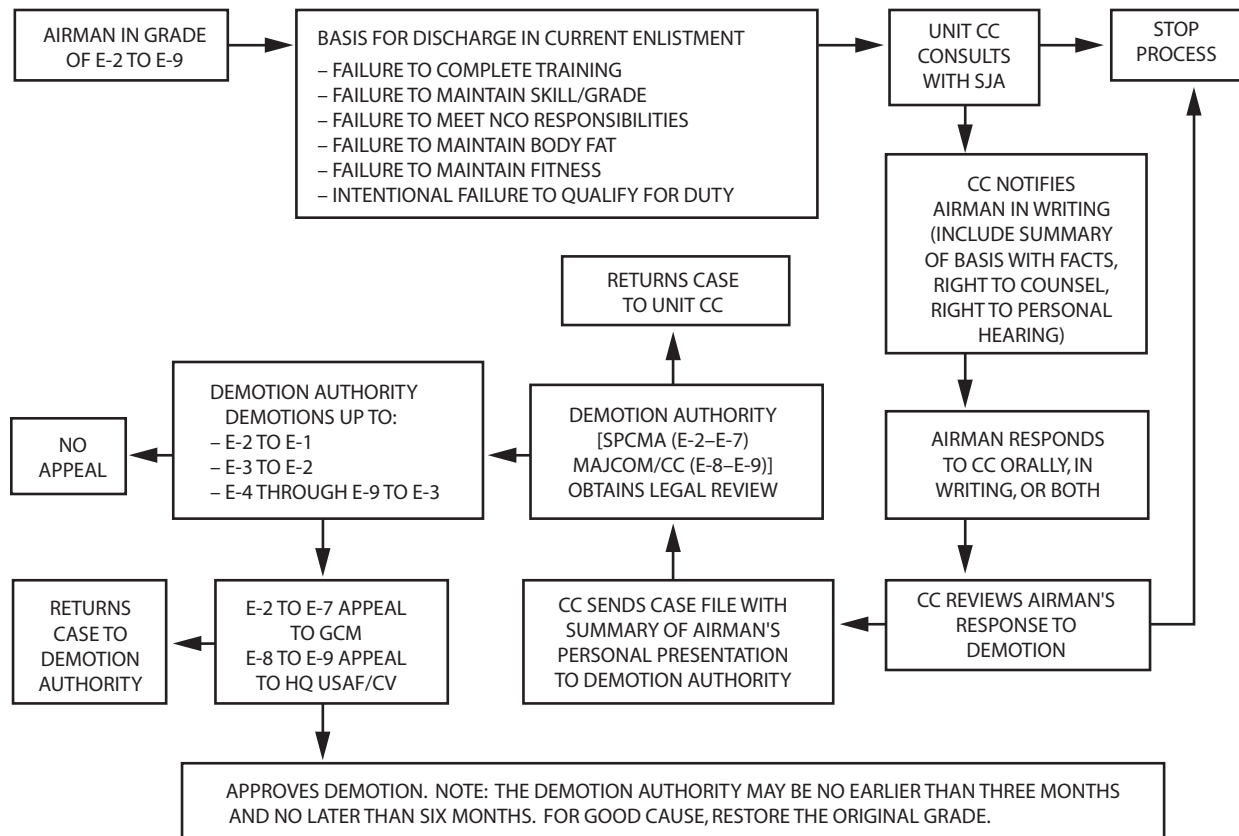 AIRMAN IN GRADE
OF E-2 TO E-9
BASIS FOR DISCHARGE IN CURRENT ENLISTMENT
– FAILURE TO COMPLETE TRAINING
– FAILURE TO MAINTAIN SKILL/GRADE
– FAILURE TO MEET NCO RESPONSIBILITIES
– FAILURE TO MAINTAIN BODY FAT
– FAILURE TO MAINTAIN FITNESS
– INTENTIONAL FAILURE TO QUALIFY FOR DUTY
UNIT CC
CONSULTS
WITH SJA
STOP
PROCESS
CC NOTIFIES
AIRMAN IN WRITING
(INCLUDE SUMMARY
OF BASIS WITH FACTS,
RIGHT TO COUNSEL,
RIGHT TO PERSONAL
HEARING)
RETURNS CASE
TO UNIT CC
NO
APPEAL
DEMOTION AUTHORITY
DEMOTIONS UP TO:
– E-2 TO E-1
– E-3 TO E-2
– E-4 THROUGH E-9 TO E-3
DEMOTION AUTHORITY
[SPCMA (E-2–E-7)
MAJCOM/CC (E-8–E-9)]
OBTAINS LEGAL REVIEW
AIRMAN RESPONDS
TO CC ORALLY, IN
WRITING, OR BOTH
RETURNS
CASE TO
DEMOTION
AUTHORITY
E-2 TO E-7 APPEAL
TO GCM
E-8 TO E-9 APPEAL
TO HQ USAF/CV
CC SENDS CASE FILE WITH
SUMMARY OF AIRMAN'S
PERSONAL PRESENTATION
TO DEMOTION AUTHORITY
CC REVIEWS AIRMAN'S
RESPONSE TO
DEMOTION
APPROVES DEMOTION. NOTE: THE DEMOTION AUTHORITY MAY BE NO EARLIER THAN THREE MONTHS
AND NO LATER THAN SIX MONTHS. FOR GOOD CAUSE, RESTORE THE ORIGINAL GRADE.